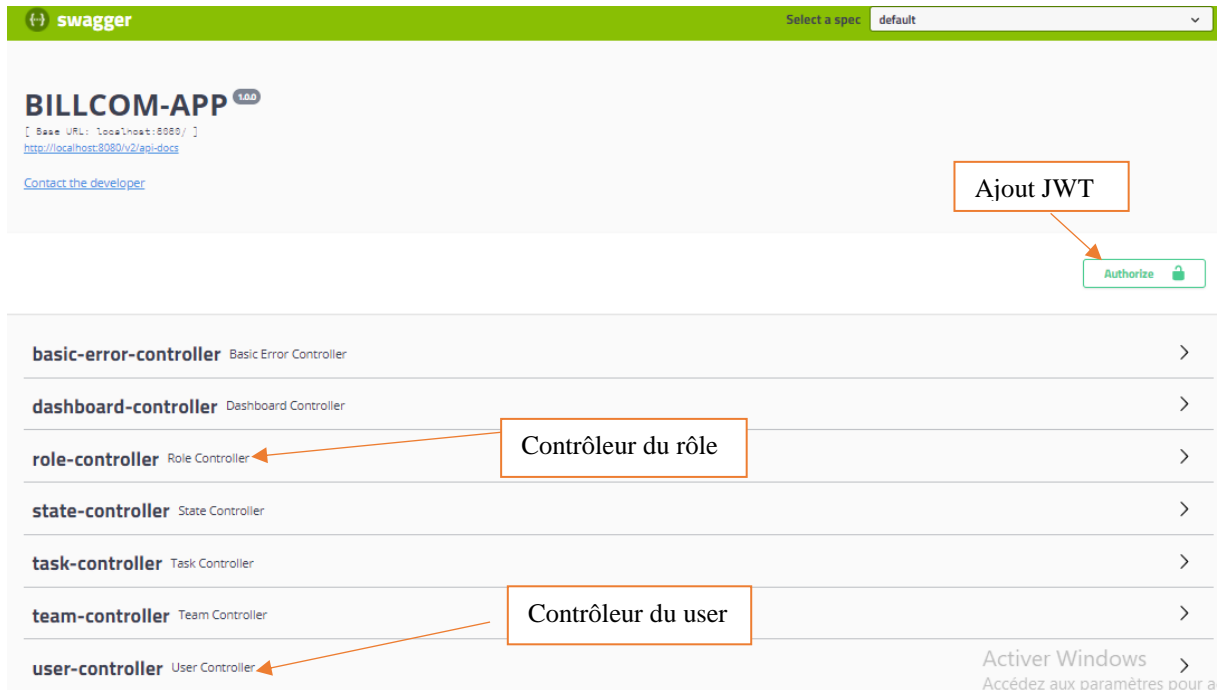 swagger
Select a spec default
BILLCOM-APP 1.0.0
[ Base URL: localhost:8080/ ]
http://localhost:8080/v2/api-docs
Contact the developer
Ajout JWT
Authorize
basic-error-controller Basic Error Controller
dashboard-controller Dashboard Controller
Contrôleur du rôle
role-controller Role Controller
state-controller State Controller
task-controller Task Controller
team-controller Team Controller
Contrôleur du user
user-controller User Controller
Activer Windows
Accédez aux paramètres pour a